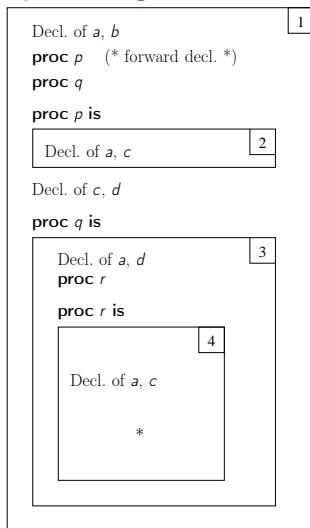 1
Decl. of a, b
proc p (* forward decl. *)
proc q
proc p is
2
Decl. of a, c
Decl. of c, d
proc q is
3
Decl. of a, d
proc r
proc r is
4
Decl. of a, c
*